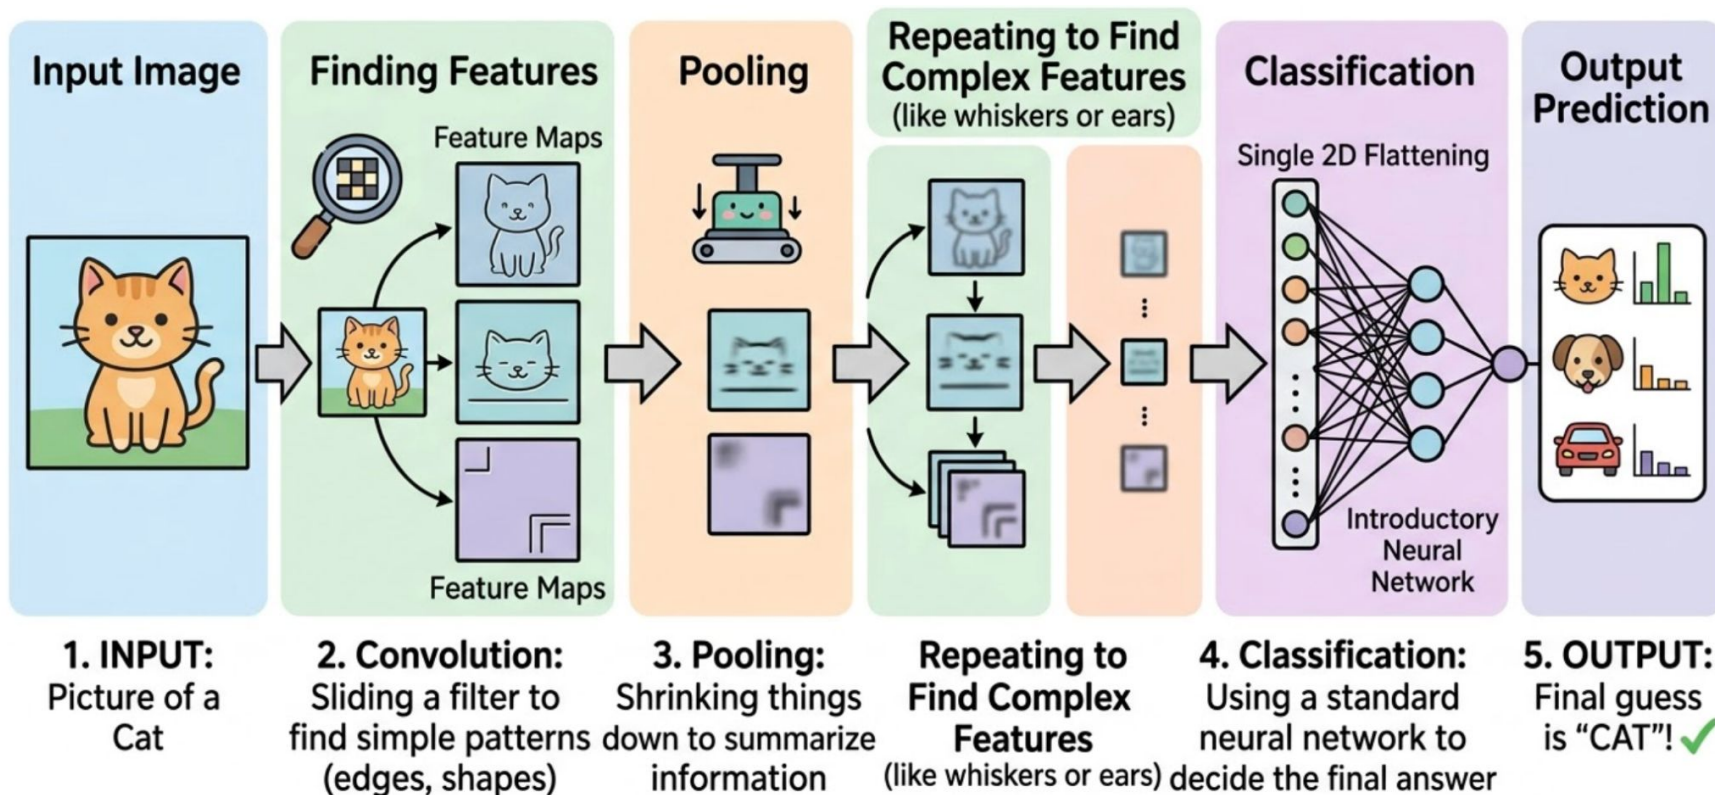 Input Image
Finding Features
Feature Maps
Feature Maps
Pooling
Repeating to Find
Complex Features
(like whiskers or ears)
Classification
Single 2D Flattening
Introductory
Neural
Network
Output
Prediction
1. INPUT:
Picture of a
Cat
2. Convolution:
Sliding a filter to
find simple patterns
(edges, shapes)
3. Pooling:
Shrinking things
down to summarize
information
Repeating to
Find Complex
Features
(like whiskers or ears)
4. Classification:
Using a standard
neural network to
decide the final answer
5. OUTPUT:
Final guess
is “CAT”!